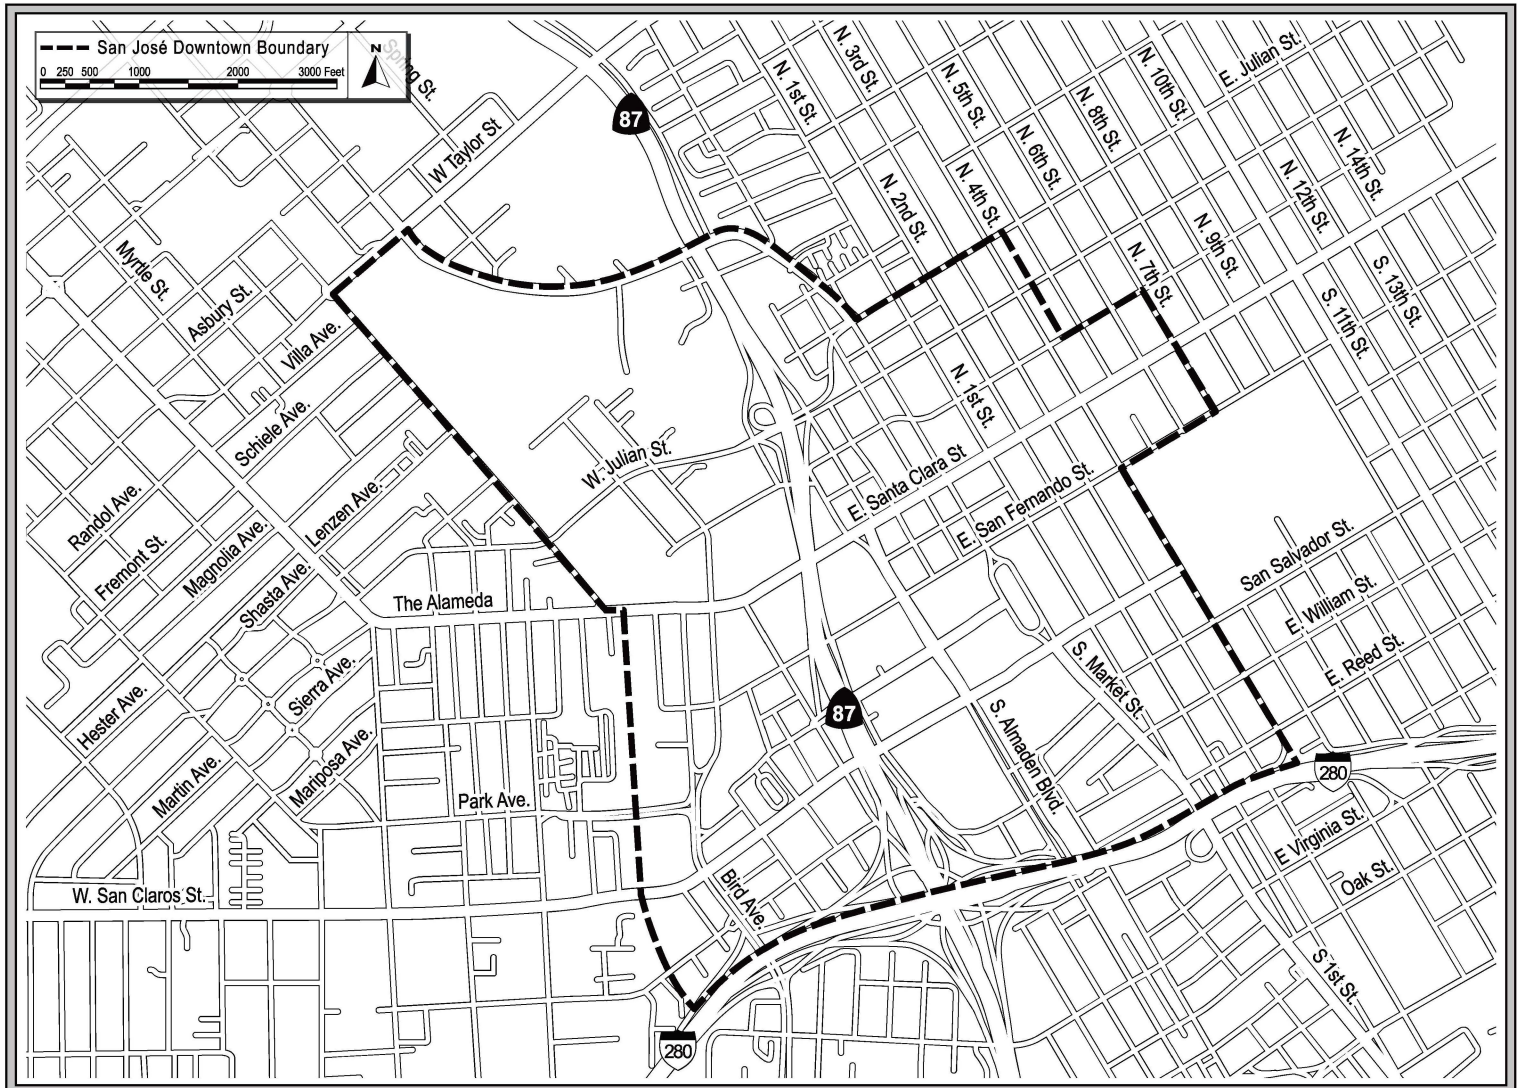 San José Downtown Boundary
0 250 500 1000 2000 3000 Feet
N
Spring St.
87
W Taylor St
N. 1st St.
N. 3rd St.
N. 5th St.
N. 10th St.
E. Julian St.
N. 8th St.
N. 6th St.
N. 14th St.
N. 12th St.
N. 4th St.
N. 2nd St.
N. 9th St.
N. 7th St.
S. 13th St.
S. 11th St.
Myrtle St.
Asbury St.
Villa Ave.
Schiele Ave.
N. 1st St.
W. Julian St.
E. Santa Clara St
E. San Fernando St.
Lenzen Ave.
Randol Ave.
Magnolia Ave.
Fremont St.
Shasta Ave.
The Alameda
San Salvador St.
E. William St.
E. Reed St.
Sierra Ave.
S. Market St.
Hester Ave.
87
S. Almaden Blvd.
Mariposa Ave.
Martin Ave.
280
Park Ave.
E Virginia St.
Oak St.
W. San Claros St.
Bird Ave.
S 1st St.
280